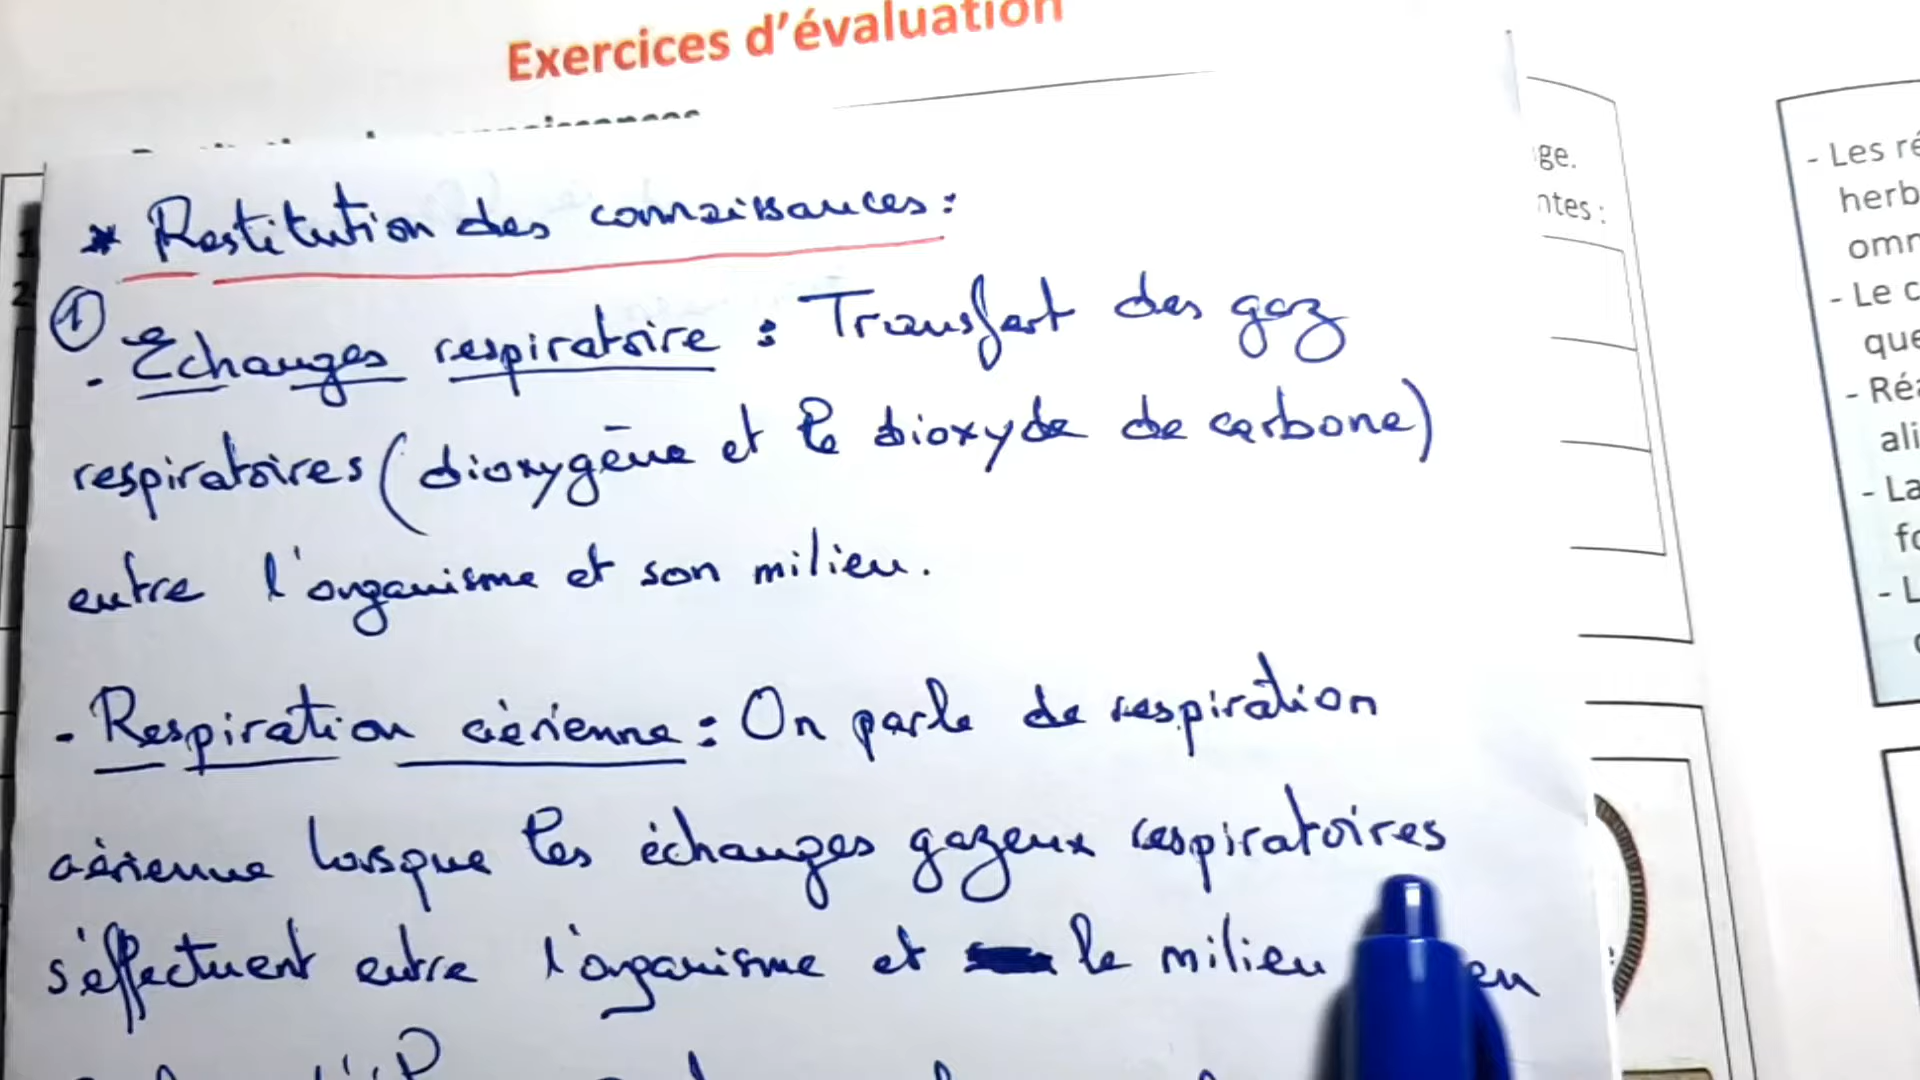 Exercices d'évaluation
* Restitution des connaissances :
① - Echanges respiratoire : Transfert des gaz
respiratoires (dioxygène et le dioxyde de carbone)
entre l'organisme et son milieu.
- Respiration aérienne : On parle de respiration
aérienne lorsque les échanges gazeux respiratoires
s'effectuent entre l'organisme et le milieu
ge.
ntes :
- Les ré
herb
omn
- Le c
que
- Ré
ali
- La
fo
- L